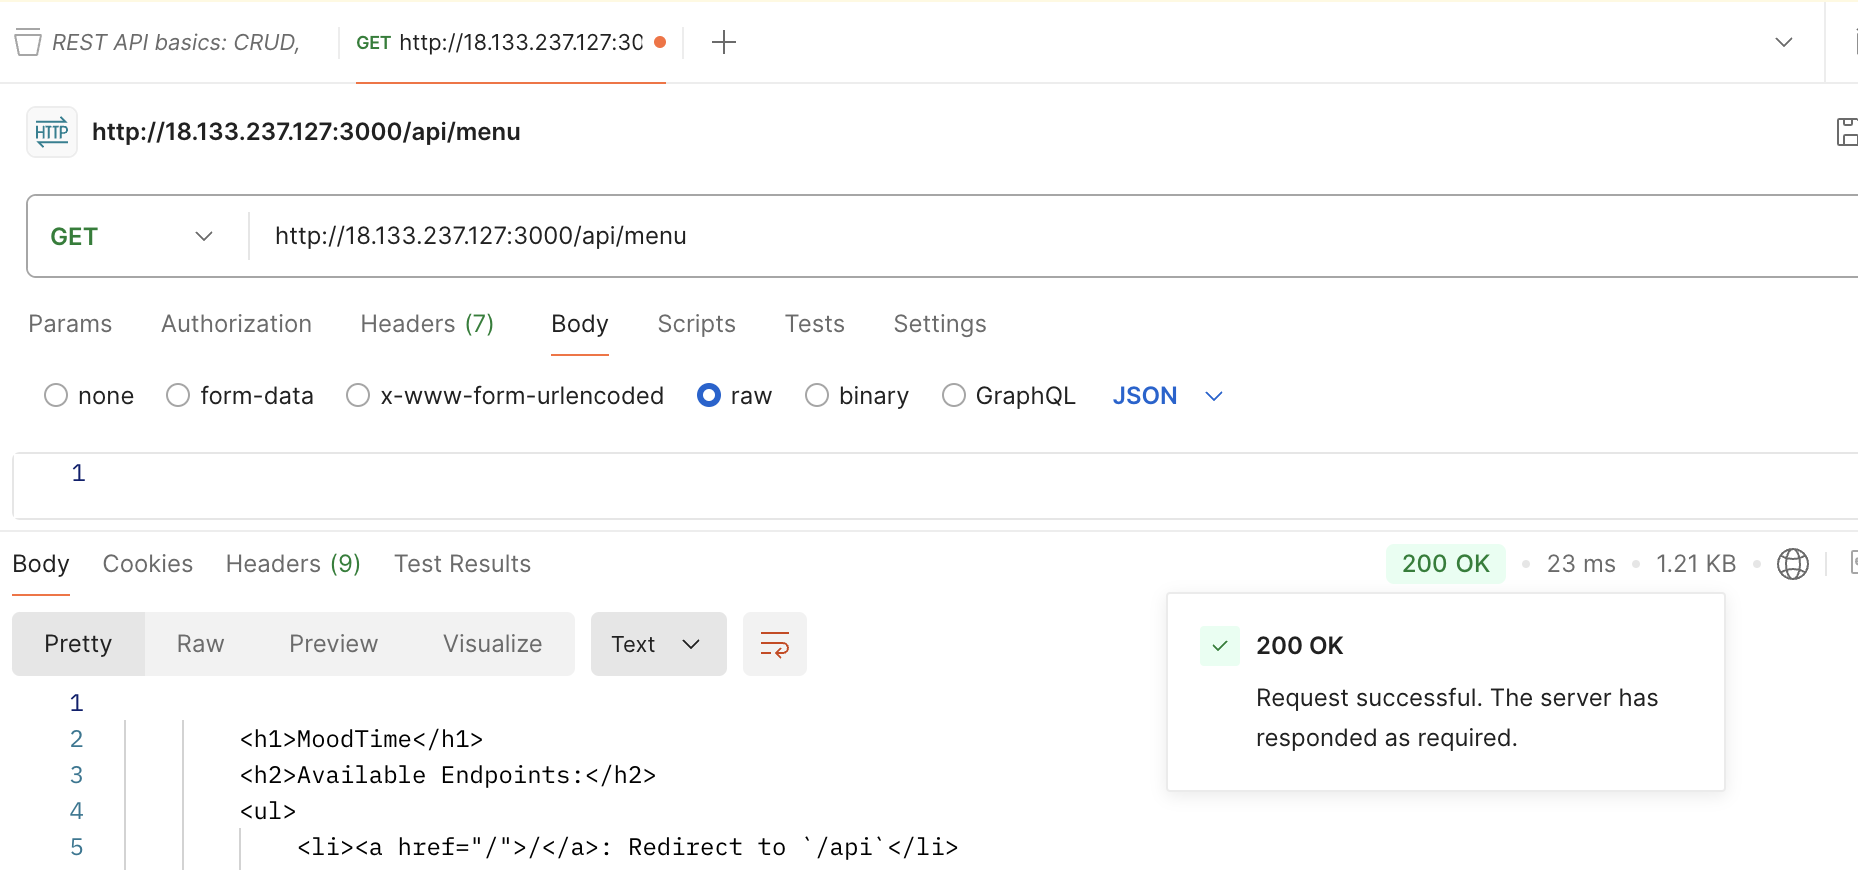 REST API basics: CRUD,
GET http://18.133.237.127:30
HTTP http://18.133.237.127:3000/api/menu
GET http://18.133.237.127:3000/api/menu
Params Authorization Headers (7) Body Scripts Tests Settings
none form-data x-www-form-urlencoded raw binary GraphQL JSON
1
Body Cookies Headers (9) Test Results 200 OK 23 ms 1.21 KB
Pretty Raw Preview Visualize Text
200 OK
Request successful. The server has
responded as required.
1
2 <h1>MoodTime</h1>
3 <h2>Available Endpoints:</h2>
4 <ul>
5 <li><a href="/">/</a>: Redirect to `/api`</li>